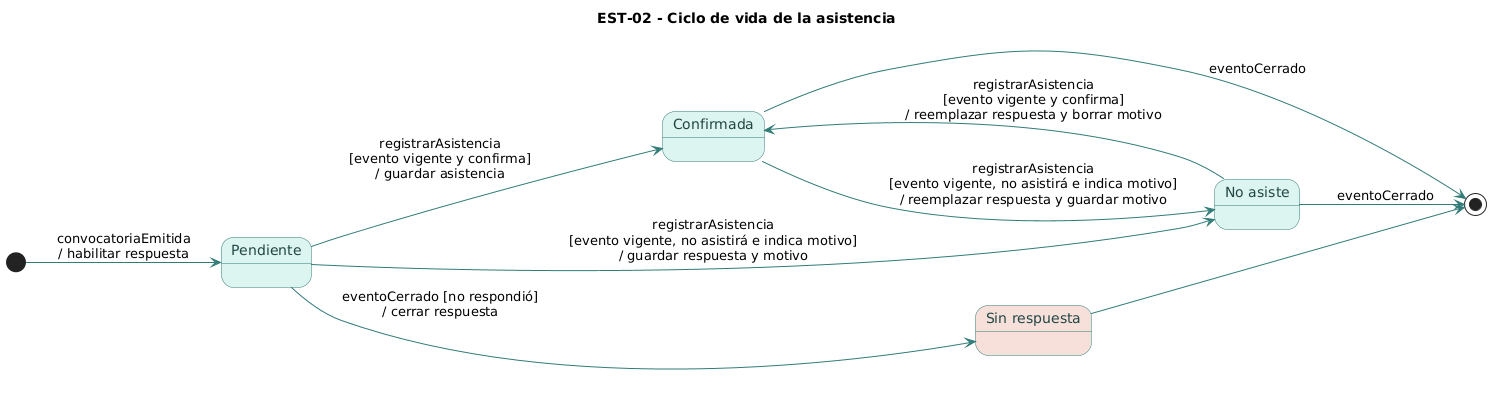 EST-02 - Ciclo de vida de la asistencia
eventoCerrado
registrarAsistencia
[evento vigente y confirma]
/ reemplazar respuesta y borrar motivo
Confirmada
registrarAsistencia
[evento vigente y confirma]
/ guardar asistencia
registrarAsistencia
[evento vigente, no asistirá e indica motivo]
/ reemplazar respuesta y guardar motivo
No asiste
eventoCerrado
convocatoriaEmitida
/ habilitar respuesta
Pendiente
registrarAsistencia
[evento vigente, no asistirá e indica motivo]
/ guardar respuesta y motivo
eventoCerrado [no respondió]
/ cerrar respuesta
Sin respuesta